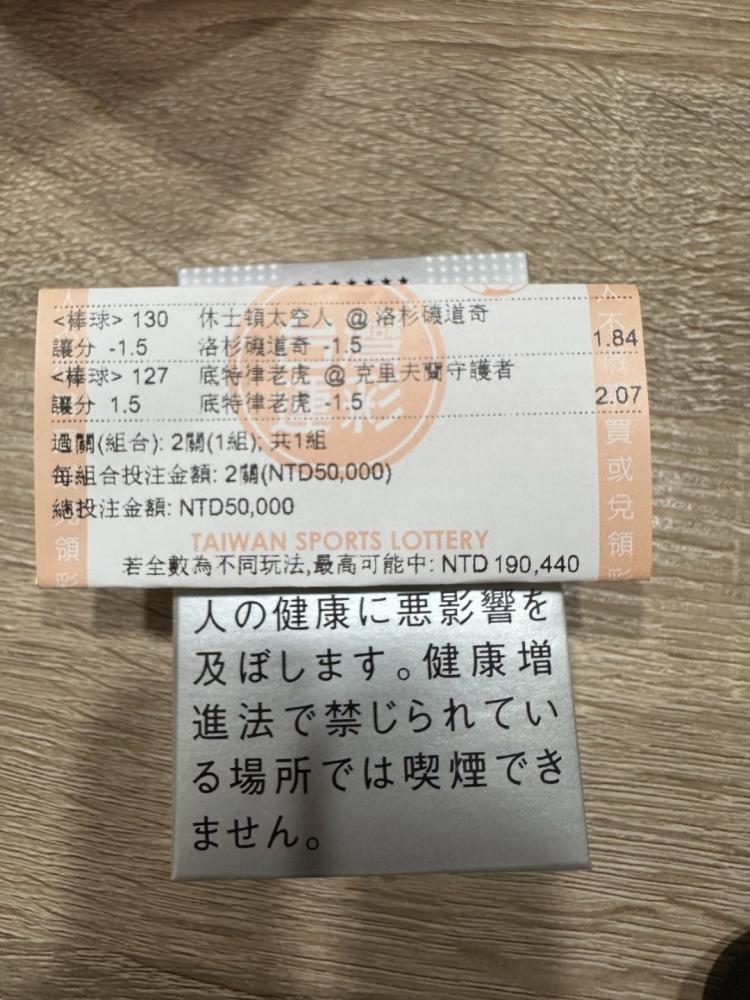 <棒球> 130 休士頓太空人 @ 洛杉磯道奇
讓分 -1.5 洛杉磯道奇 -1.5 1.84
<棒球> 127 底特律老虎 @ 克里夫蘭守護者
讓分 1.5 底特律老虎 -1.5 2.07
過關(組合): 2關(1組); 共1組
每組合投注金額: 2關(NTD50,000)
總投注金額: NTD50,000
TAIWAN SPORTS LOTTERY
若全數為不同玩法,最高可能中: NTD 190,440
買或兌領
人の健康に悪影響を
及ぼします。健康増
進法で禁じられてい
る場所では喫煙でき
ません。